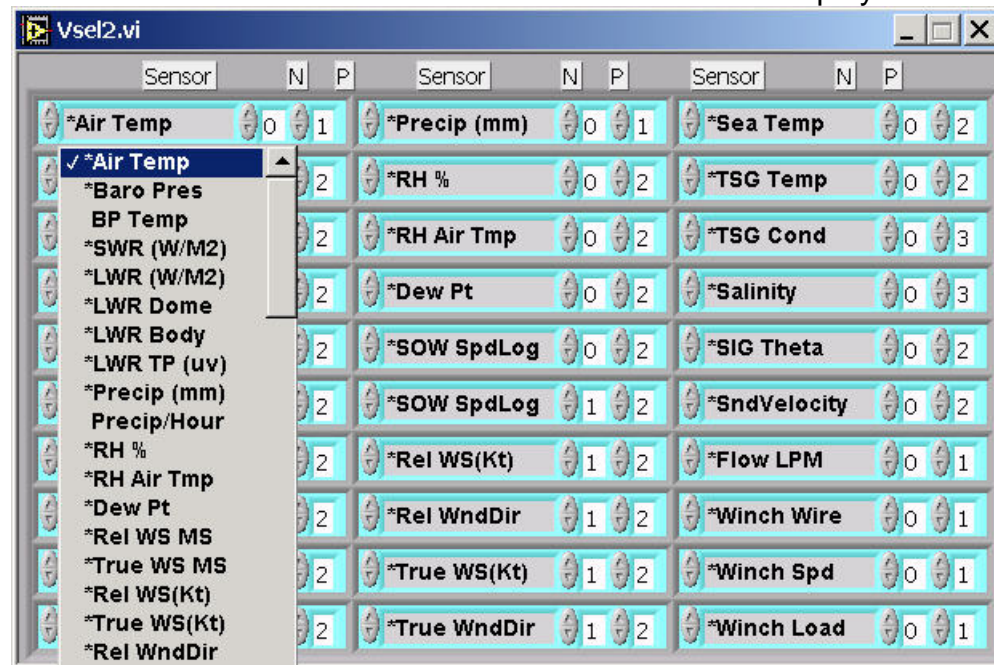 Vsel2.vi
Sensor N P Sensor N P Sensor N P
*Air Temp 0 1 *Precip (mm) 0 1 *Sea Temp 0 2
✓ *Air Temp
*Baro Pres
BP Temp
*SWR (W/M2)
*LWR (W/M2)
*LWR Dome
*LWR Body
*LWR TP (uv)
*Precip (mm)
Precip/Hour
*RH %
*RH Air Tmp
*Dew Pt
*Rel WS MS
*True WS MS
*Rel WS(Kt)
*True WS(Kt)
*Rel WndDir
2 *RH % 0 2 *TSG Temp 0 2
2 *RH Air Tmp 0 2 *TSG Cond 0 3
2 *Dew Pt 0 2 *Salinity 0 3
2 *SOW SpdLog 0 2 *SIG Theta 0 2
2 *SOW SpdLog 1 2 *SndVelocity 0 2
2 *Rel WS(Kt) 1 2 *Flow LPM 0 1
2 *Rel WndDir 1 2 *Winch Wire 0 1
2 *True WS(Kt) 1 2 *Winch Spd 0 1
2 *True WndDir 1 2 *Winch Load 0 1